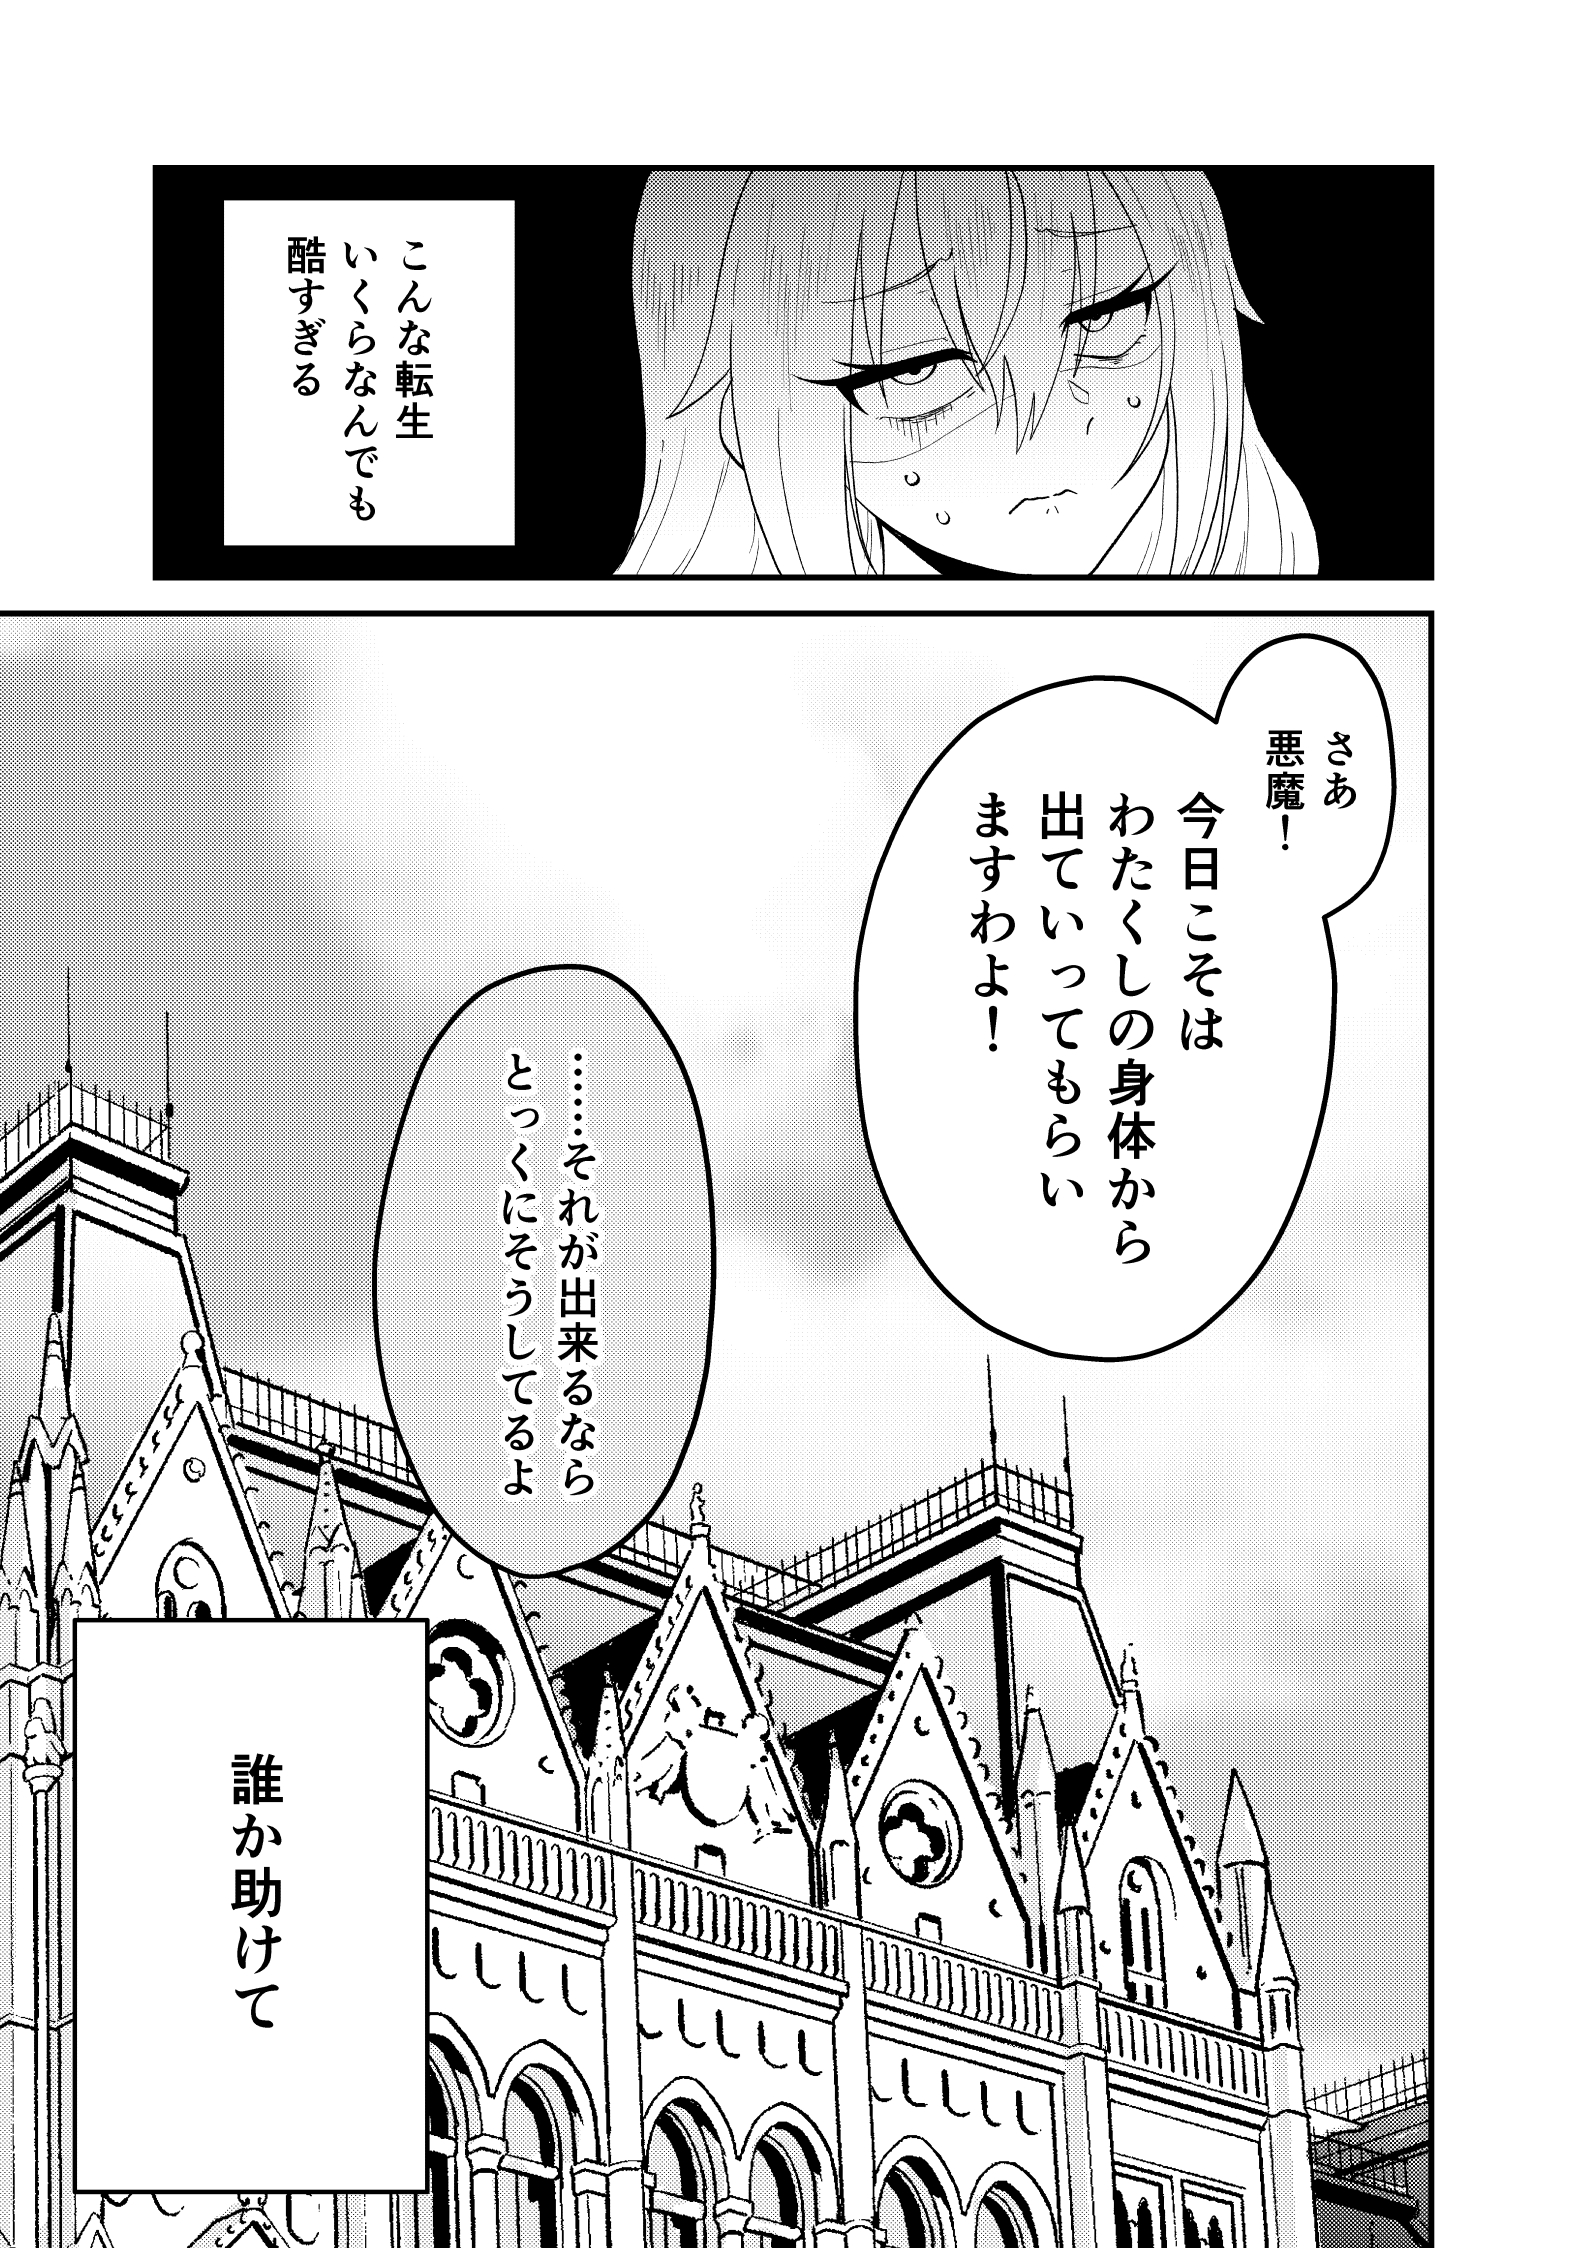 こんな転生
いくらなんでも
酷すぎる
さあ
悪魔！
今日こそは
わたくしの身体から
出ていってもらい
ますわよ！
………それが出来るなら
とっくにそうしてるよ
誰か助けて